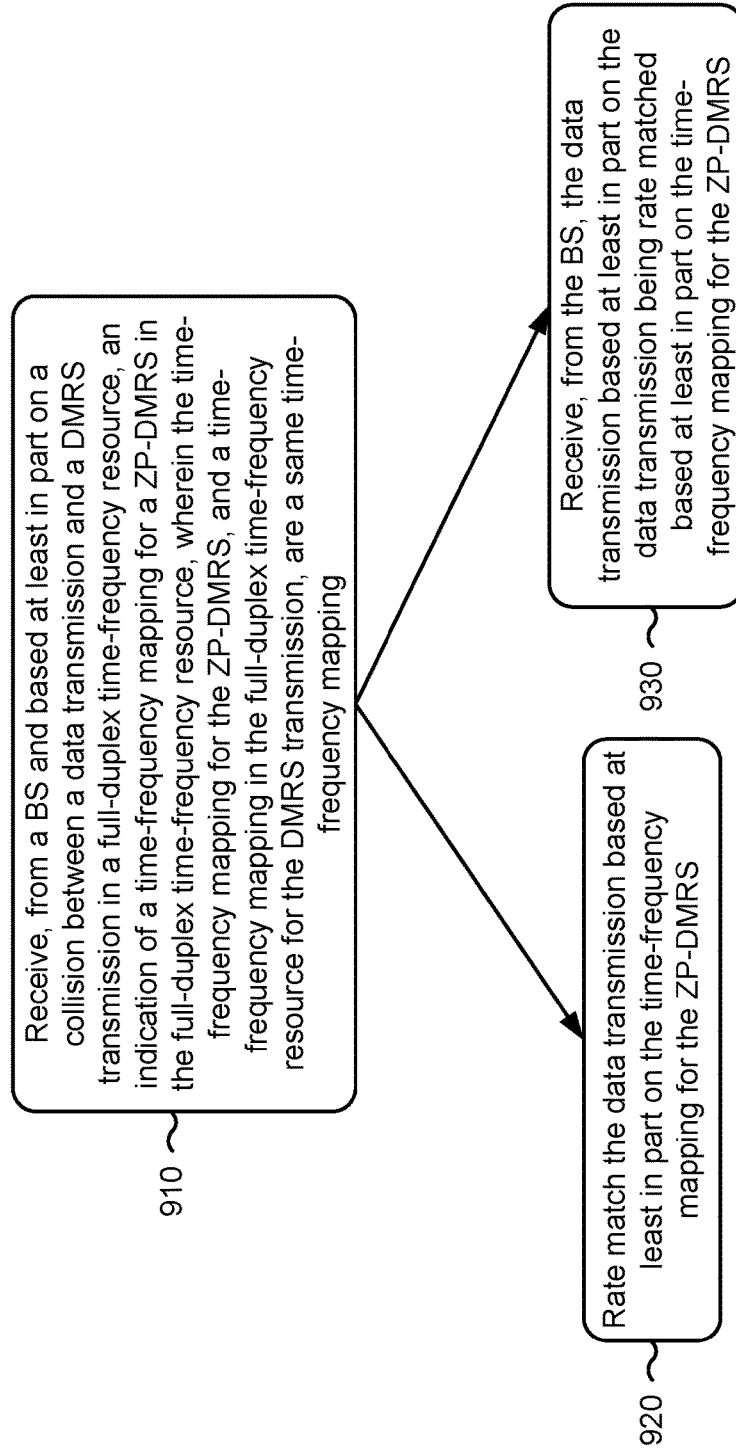 Receive, from a BS and based at least in part on a
collision between a data transmission and a DMRS
transmission in a full-duplex time-frequency resource, an
indication of a time-frequency mapping for a ZP-DMRS in
the full-duplex time-frequency resource, wherein the time-
frequency mapping for the ZP-DMRS, and a time-
frequency mapping in the full-duplex time-frequency
resource for the DMRS transmission, are a same time-
frequency mapping
910
Rate match the data transmission based at
least in part on the time-frequency
mapping for the ZP-DMRS
920
Receive, from the BS, the data
transmission based at least in part on the
data transmission being rate matched
based at least in part on the time-
frequency mapping for the ZP-DMRS
930